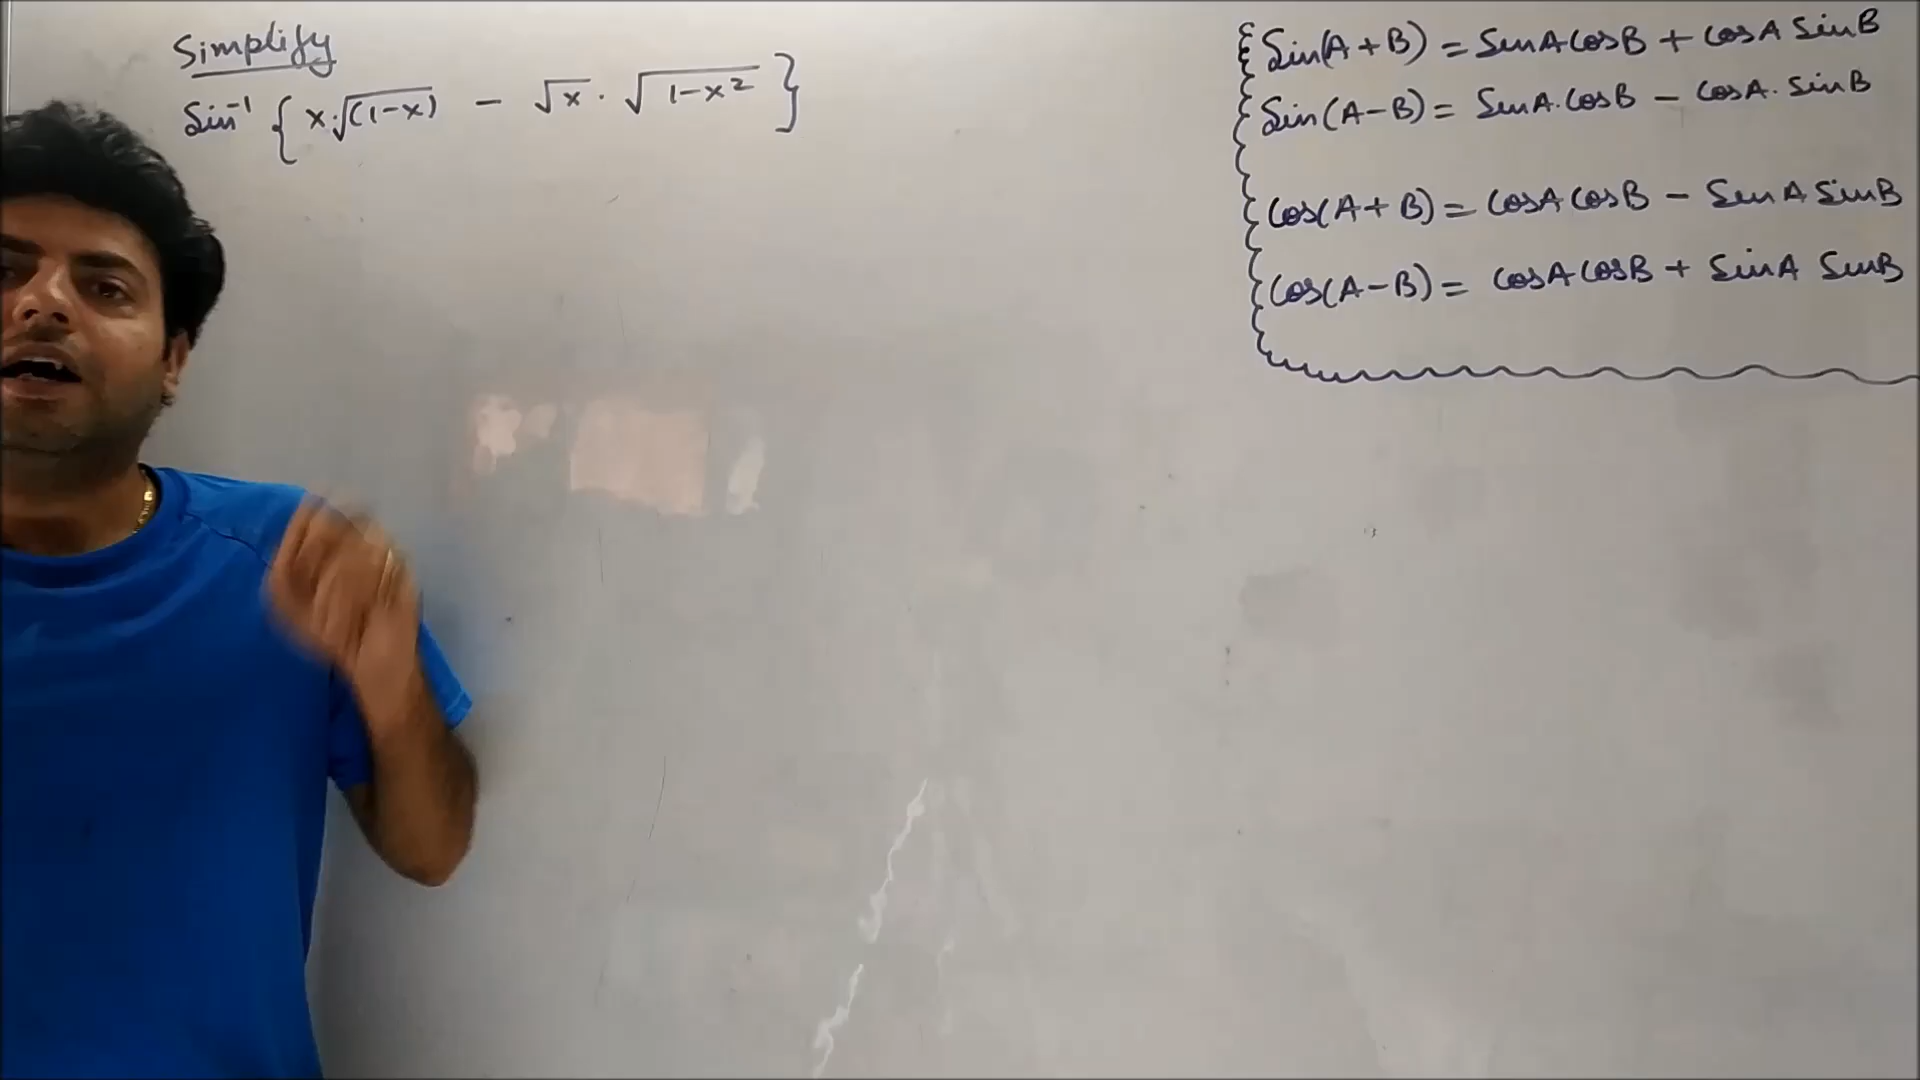 Simplify
Sin⁻¹ { x.√(1-x) - √x . √1-x² }
Sin(A + B) = SinA CosB + CosA SinB
Sin(A-B) = SinA.CosB - CosA.SinB
Cos(A+B) = CosA CosB - SinA SinB
Cos(A-B) = CosA CosB + SinA SinB